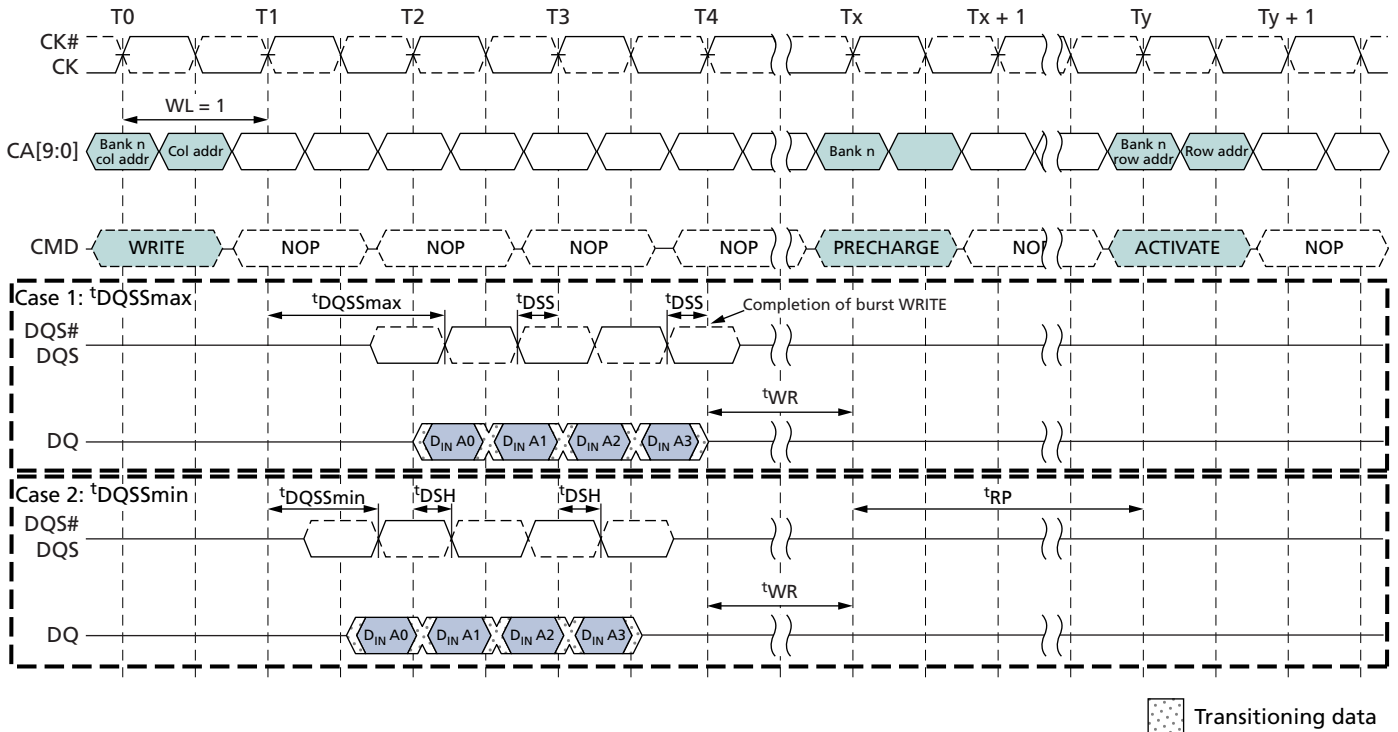 T0 T1 T2 T3 T4 Tx Tx + 1 Ty Ty + 1
CK#
CK
WL = 1
CA[9:0] Bank n col addr Col addr Bank n Bank n row addr Row addr
CMD WRITE NOP NOP NOP NOP PRECHARGE NOP ACTIVATE NOP
Case 1: tDQSSmax
tDQSSmax tDSS tDSS Completion of burst WRITE
DQS#
DQS
tWR
DQ DIN A0 DIN A1 DIN A2 DIN A3
Case 2: tDQSSmin
tDQSSmin tDSH tDSH tRP
DQS#
DQS
tWR
DQ DIN A0 DIN A1 DIN A2 DIN A3
Transitioning data